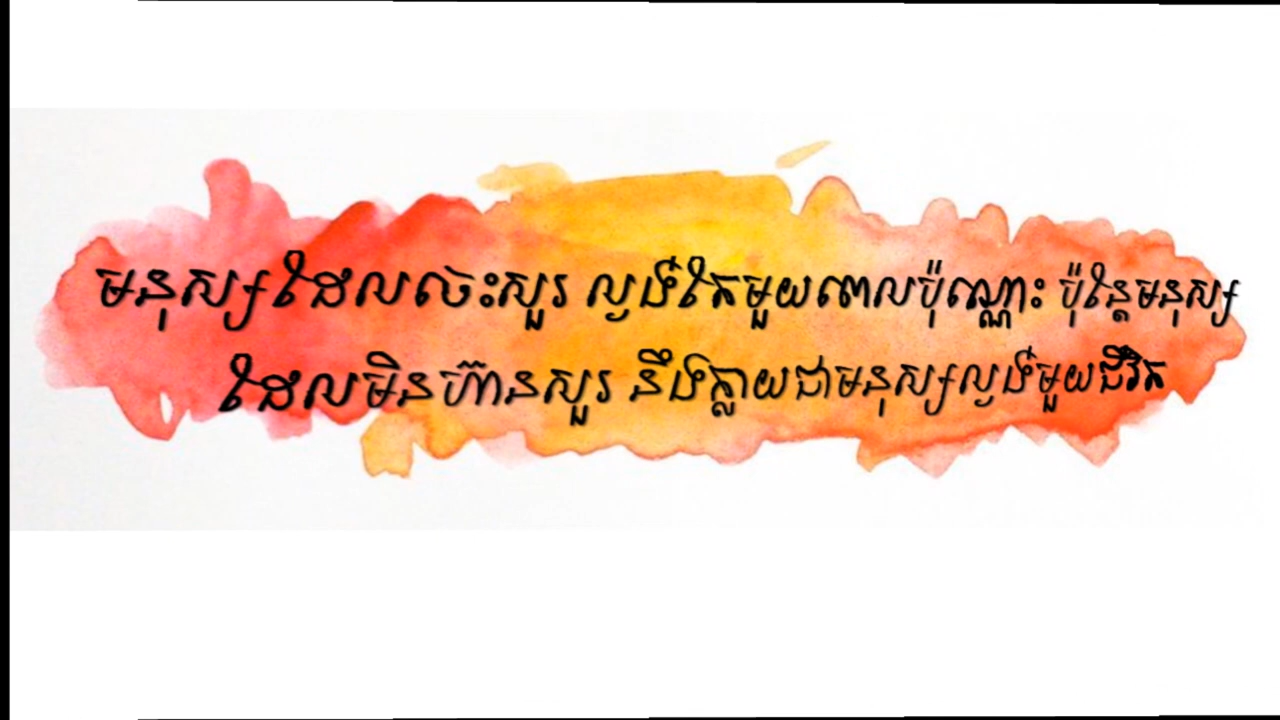 មនុស្សដែលចេះសួរ ល្ងង់តែមួយពេលប៉ុណ្ណោះ ប៉ុន្តែមនុស្ស
ដែលមិនហ៊ានសួរ នឹងក្លាយជាមនុស្សល្ងង់មួយជីវិត